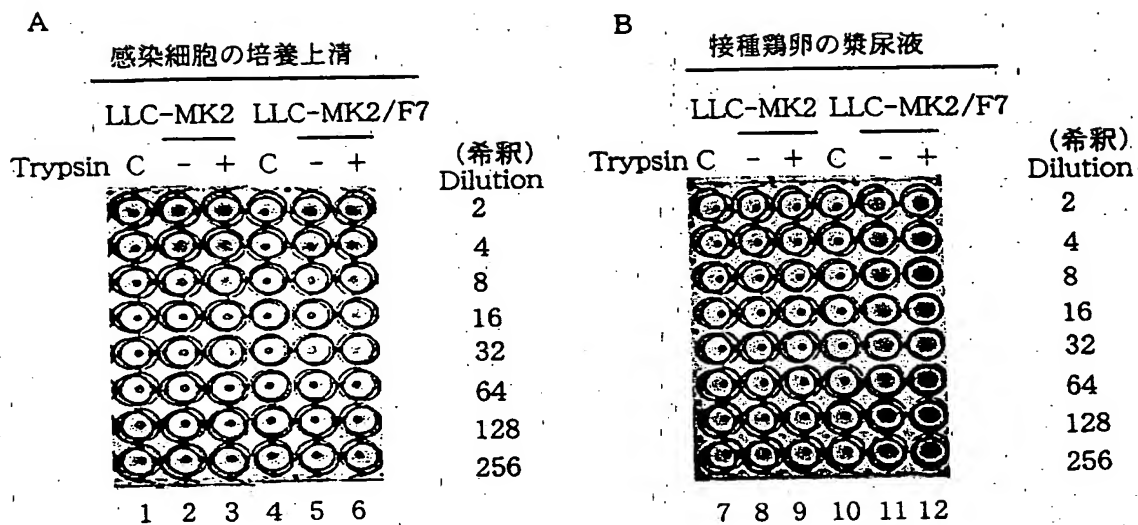 A
感染細胞の培養上清
LLC-MK2 LLC-MK2/F7
Trypsin C - + C - +
(希釈)
Dilution
2
4
8
16
32
64
128
256
1 2 3 4 5 6
B
接種鶏卵の漿尿液
LLC-MK2 LLC-MK2/F7
Trypsin C - + C - +
(希釈)
Dilution
2
4
8
16
32
64
128
256
7 8 9 10 11 12